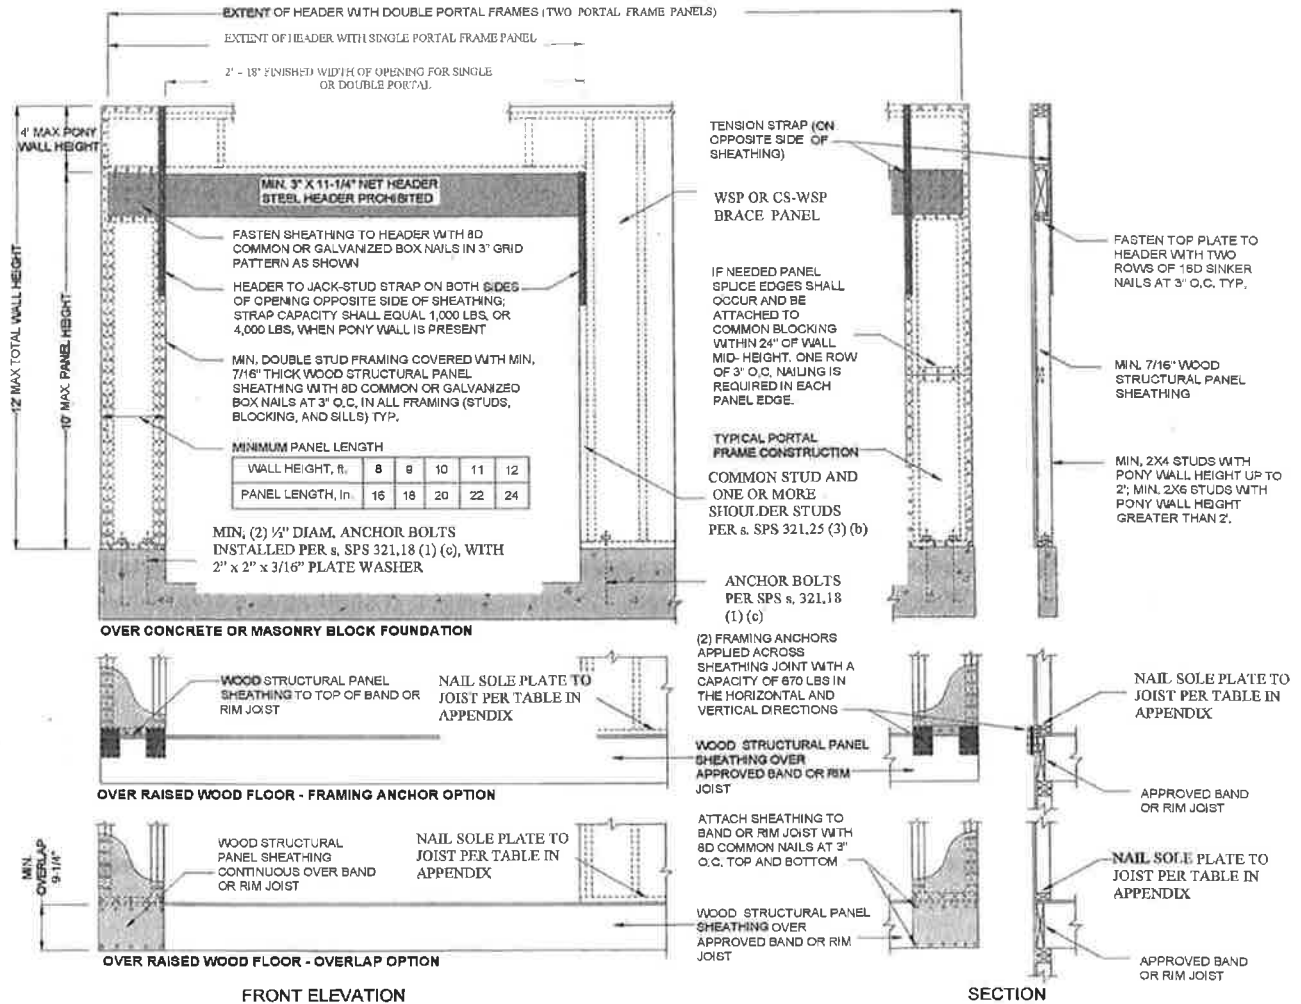 EXTENT OF HEADER WITH DOUBLE PORTAL FRAMES (TWO PORTAL FRAME PANELS)
EXTENT OF HEADER WITH SINGLE PORTAL FRAME PANEL
2' - 18' FINISHED WIDTH OF OPENING FOR SINGLE
OR DOUBLE PORTAL
4' MAX PONY
WALL HEIGHT
12' MAX TOTAL WALL HEIGHT
10' MAX. PANEL HEIGHT
MIN. 3" X 11-1/4" NET HEADER
STEEL HEADER PROHIBITED
FASTEN SHEATHING TO HEADER WITH 8D
COMMON OR GALVANIZED BOX NAILS IN 3" GRID
PATTERN AS SHOWN
HEADER TO JACK-STUD STRAP ON BOTH SIDES
OF OPENING OPPOSITE SIDE OF SHEATHING;
STRAP CAPACITY SHALL EQUAL 1,000 LBS, OR
4,000 LBS, WHEN PONY WALL IS PRESENT
MIN, DOUBLE STUD FRAMING COVERED WITH MIN,
7/16" THICK WOOD STRUCTURAL PANEL
SHEATHING WITH 8D COMMON OR GALVANIZED
BOX NAILS AT 3" O.C, IN ALL FRAMING (STUDS,
BLOCKING, AND SILLS) TYP,
MINIMUM PANEL LENGTH
WALL HEIGHT, ft. 8 9 10 11 12
PANEL LENGTH, In. 16 18 20 22 24
MIN; (2) ½" DIAM, ANCHOR BOLTS
INSTALLED PER s, SPS 321,18 (1) (c), WITH
2" x 2" x 3/16" PLATE WASHER
OVER CONCRETE OR MASONRY BLOCK FOUNDATION
TENSION STRAP (ON
OPPOSITE SIDE OF
SHEATHING)
WSP OR CS-WSP
BRACE PANEL
IF NEEDED PANEL
SPLICE EDGES SHALL
OCCUR AND BE
ATTACHED TO
COMMON BLOCKING
WITHIN 24" OF WALL
MID- HEIGHT. ONE ROW
OF 3" O,C, NAILING IS
REQUIRED IN EACH
PANEL EDGE.
TYPICAL PORTAL
FRAME CONSTRUCTION
COMMON STUD AND
ONE OR MORE
SHOULDER STUDS
PER s. SPS 321.25 (3) (b)
ANCHOR BOLTS
PER SPS s, 321.18
(1) (c)
FASTEN TOP PLATE TO
HEADER WITH TWO
ROWS OF 16D SINKER
NAILS AT 3" O.C, TYP,
MIN, 7/16" WOOD
STRUCTURAL PANEL
SHEATHING
MIN, 2X4 STUDS WITH
PONY WALL HEIGHT UP TO
2'; MIN, 2X6 STUDS WITH
PONY WALL HEIGHT
GREATER THAN 2',
WOOD STRUCTURAL PANEL
SHEATHING TO TOP OF BAND OR
RIM JOIST
NAIL SOLE PLATE TO
JOIST PER TABLE IN
APPENDIX
(2) FRAMING ANCHORS
APPLIED ACROSS
SHEATHING JOINT WITH A
CAPACITY OF 670 LBS IN
THE HORIZONTAL AND
VERTICAL DIRECTIONS
WOOD STRUCTURAL PANEL
SHEATHING OVER
APPROVED BAND OR RIM
JOIST
NAIL SOLE PLATE TO
JOIST PER TABLE IN
APPENDIX
APPROVED BAND
OR RIM JOIST
OVER RAISED WOOD FLOOR - FRAMING ANCHOR OPTION
MIN.
OVERLAP
9-1/4"
WOOD STRUCTURAL
PANEL SHEATHING
CONTINUOUS OVER BAND
OR RIM JOIST
NAIL SOLE PLATE TO
JOIST PER TABLE IN
APPENDIX
ATTACH SHEATHING TO
BAND OR RIM JOIST WITH
8D COMMON NAILS AT 3"
O.C. TOP AND BOTTOM
WOOD STRUCTURAL PANEL
SHEATHING OVER
APPROVED BAND OR RIM
JOIST
NAIL SOLE PLATE TO
JOIST PER TABLE IN
APPENDIX
APPROVED BAND
OR RIM JOIST
OVER RAISED WOOD FLOOR - OVERLAP OPTION
FRONT ELEVATION
SECTION